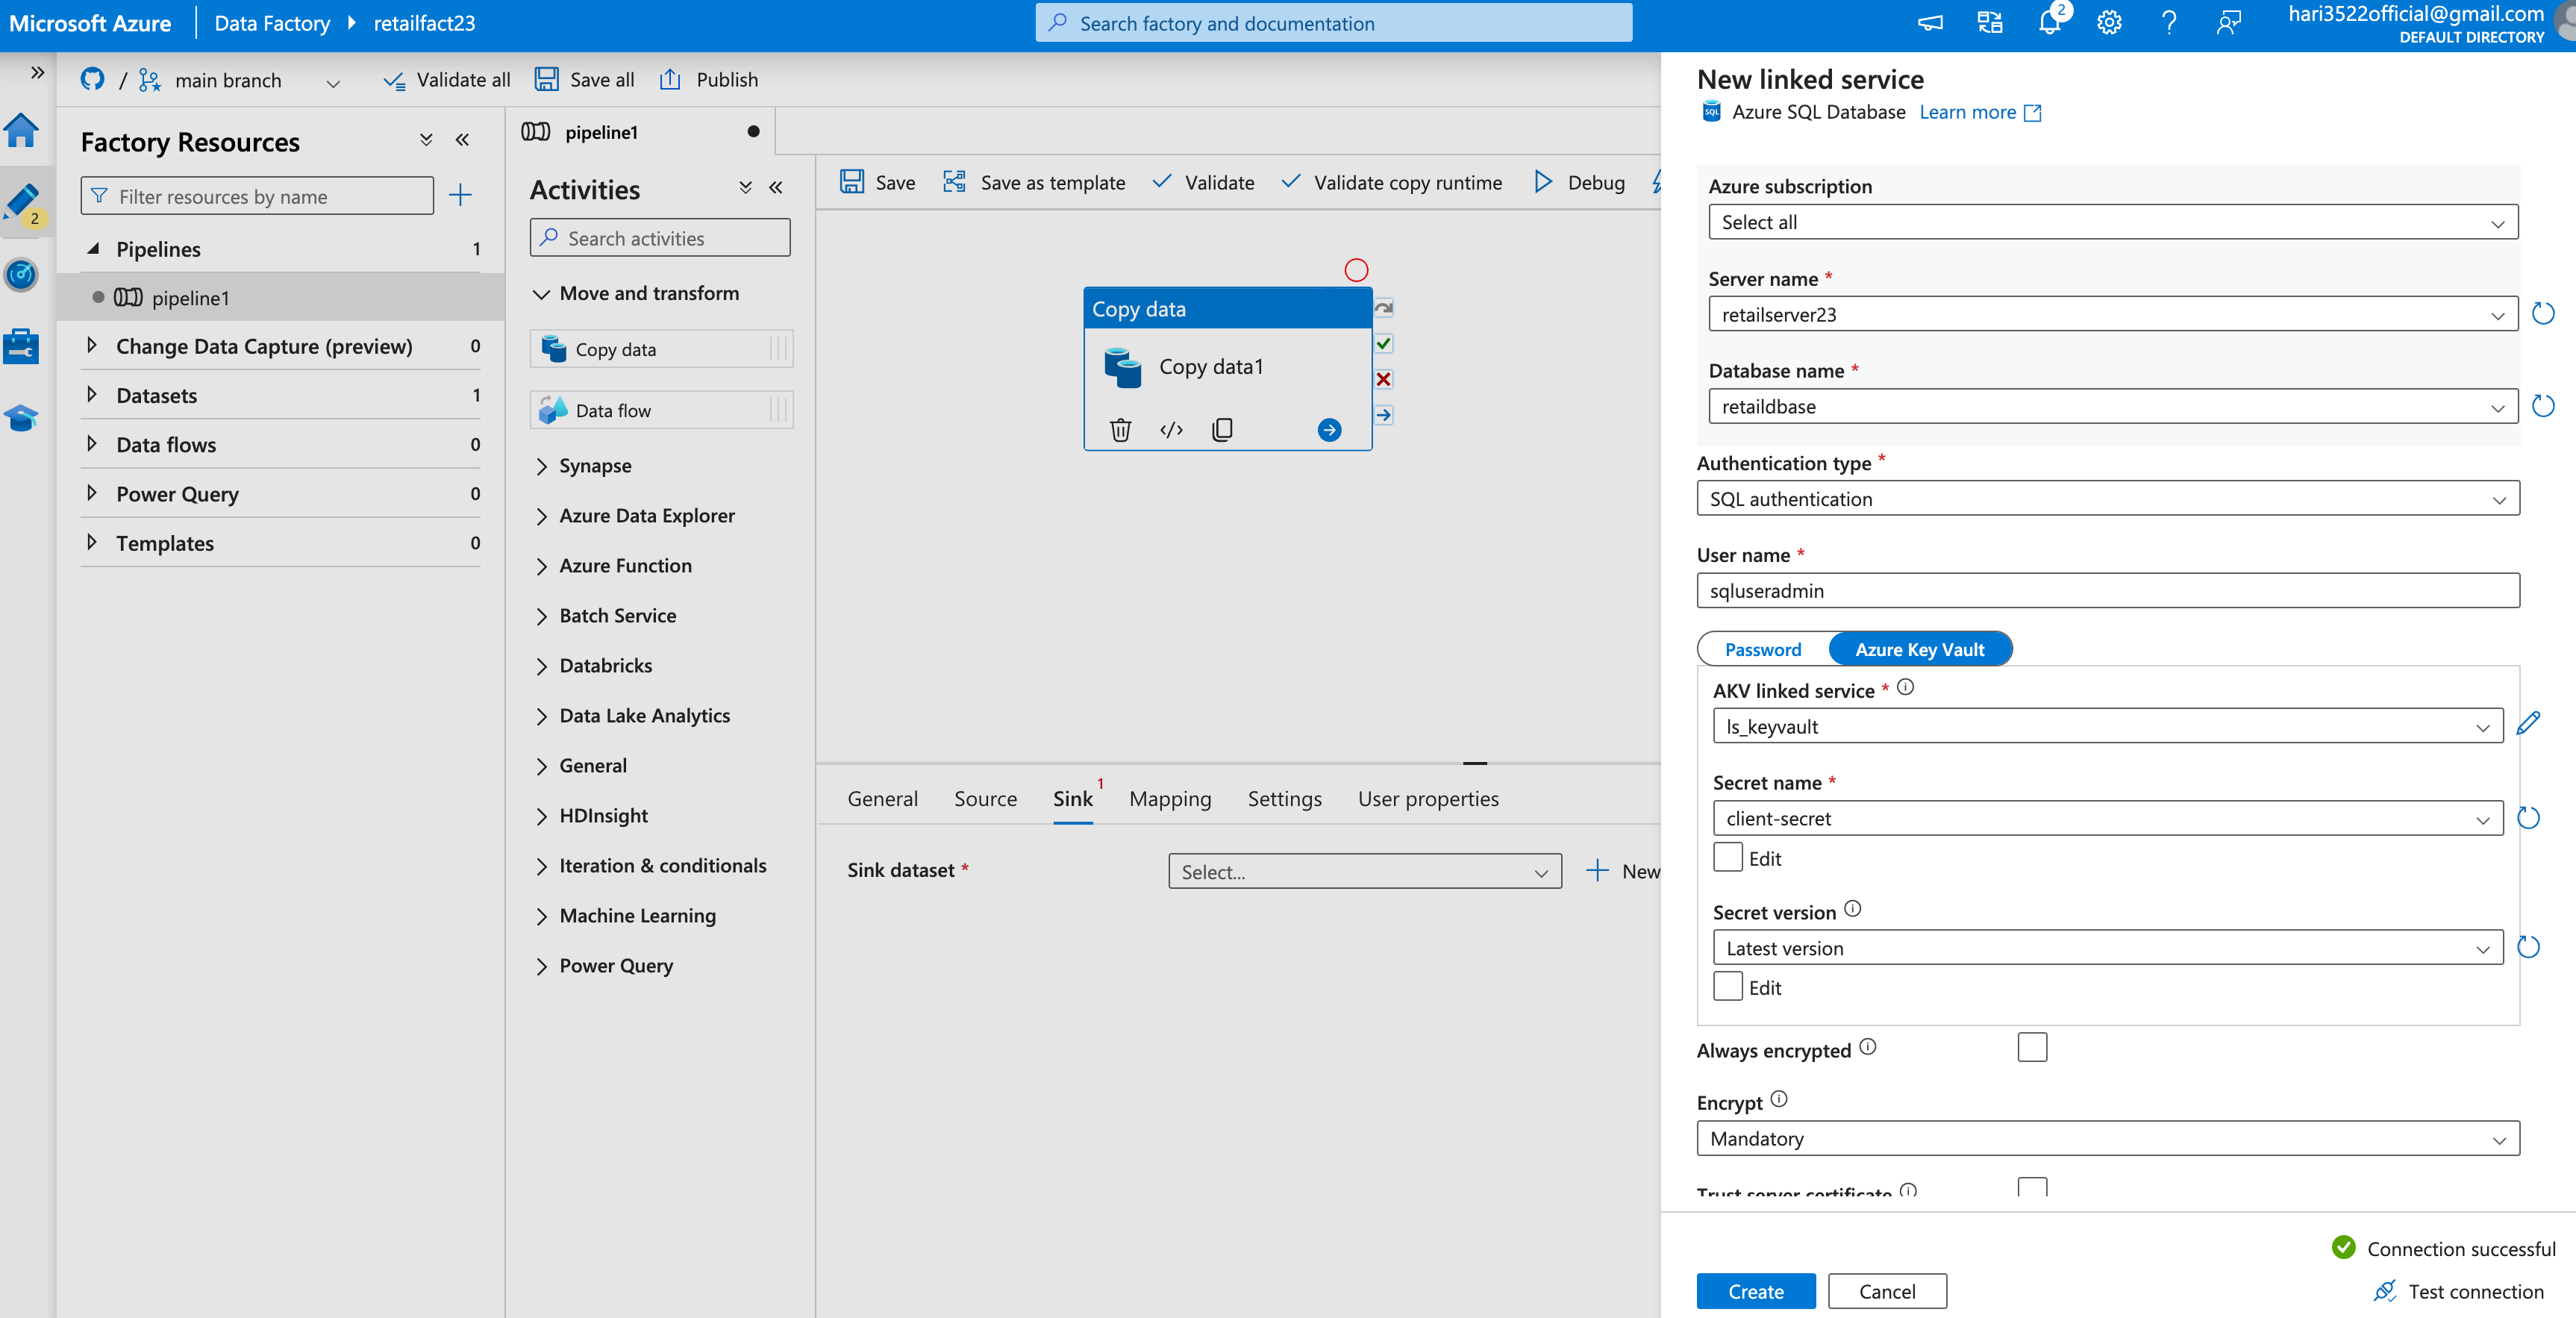 Microsoft Azure
Data Factory
retailfact23
Search factory and documentation
2
hari3522official@gmail.com
DEFAULT DIRECTORY
/
main branch
Validate all
Save all
Publish
2
Factory Resources
Filter resources by name
Pipelines 1
pipeline1
Change Data Capture (preview) 0
Datasets 1
Data flows 0
Power Query 0
Templates 0
pipeline1
Activities
Search activities
Move and transform
Copy data
Data flow
Synapse
Azure Data Explorer
Azure Function
Batch Service
Databricks
Data Lake Analytics
General
HDInsight
Iteration & conditionals
Machine Learning
Power Query
Save
Save as template
Validate
Validate copy runtime
Debug
Copy data
Copy data1
General
Source
Sink 1
Mapping
Settings
User properties
Sink dataset *
Select...
New
New linked service
SQL
Azure SQL Database Learn more
Azure subscription
Select all
Server name *
retailserver23
Database name *
retaildbase
Authentication type *
SQL authentication
User name *
sqluseradmin
Password
Azure Key Vault
AKV linked service *
ls_keyvault
Secret name *
client-secret
Edit
Secret version
Latest version
Edit
Always encrypted
Encrypt
Mandatory
Trust server certificate
Connection successful
Create
Cancel
Test connection